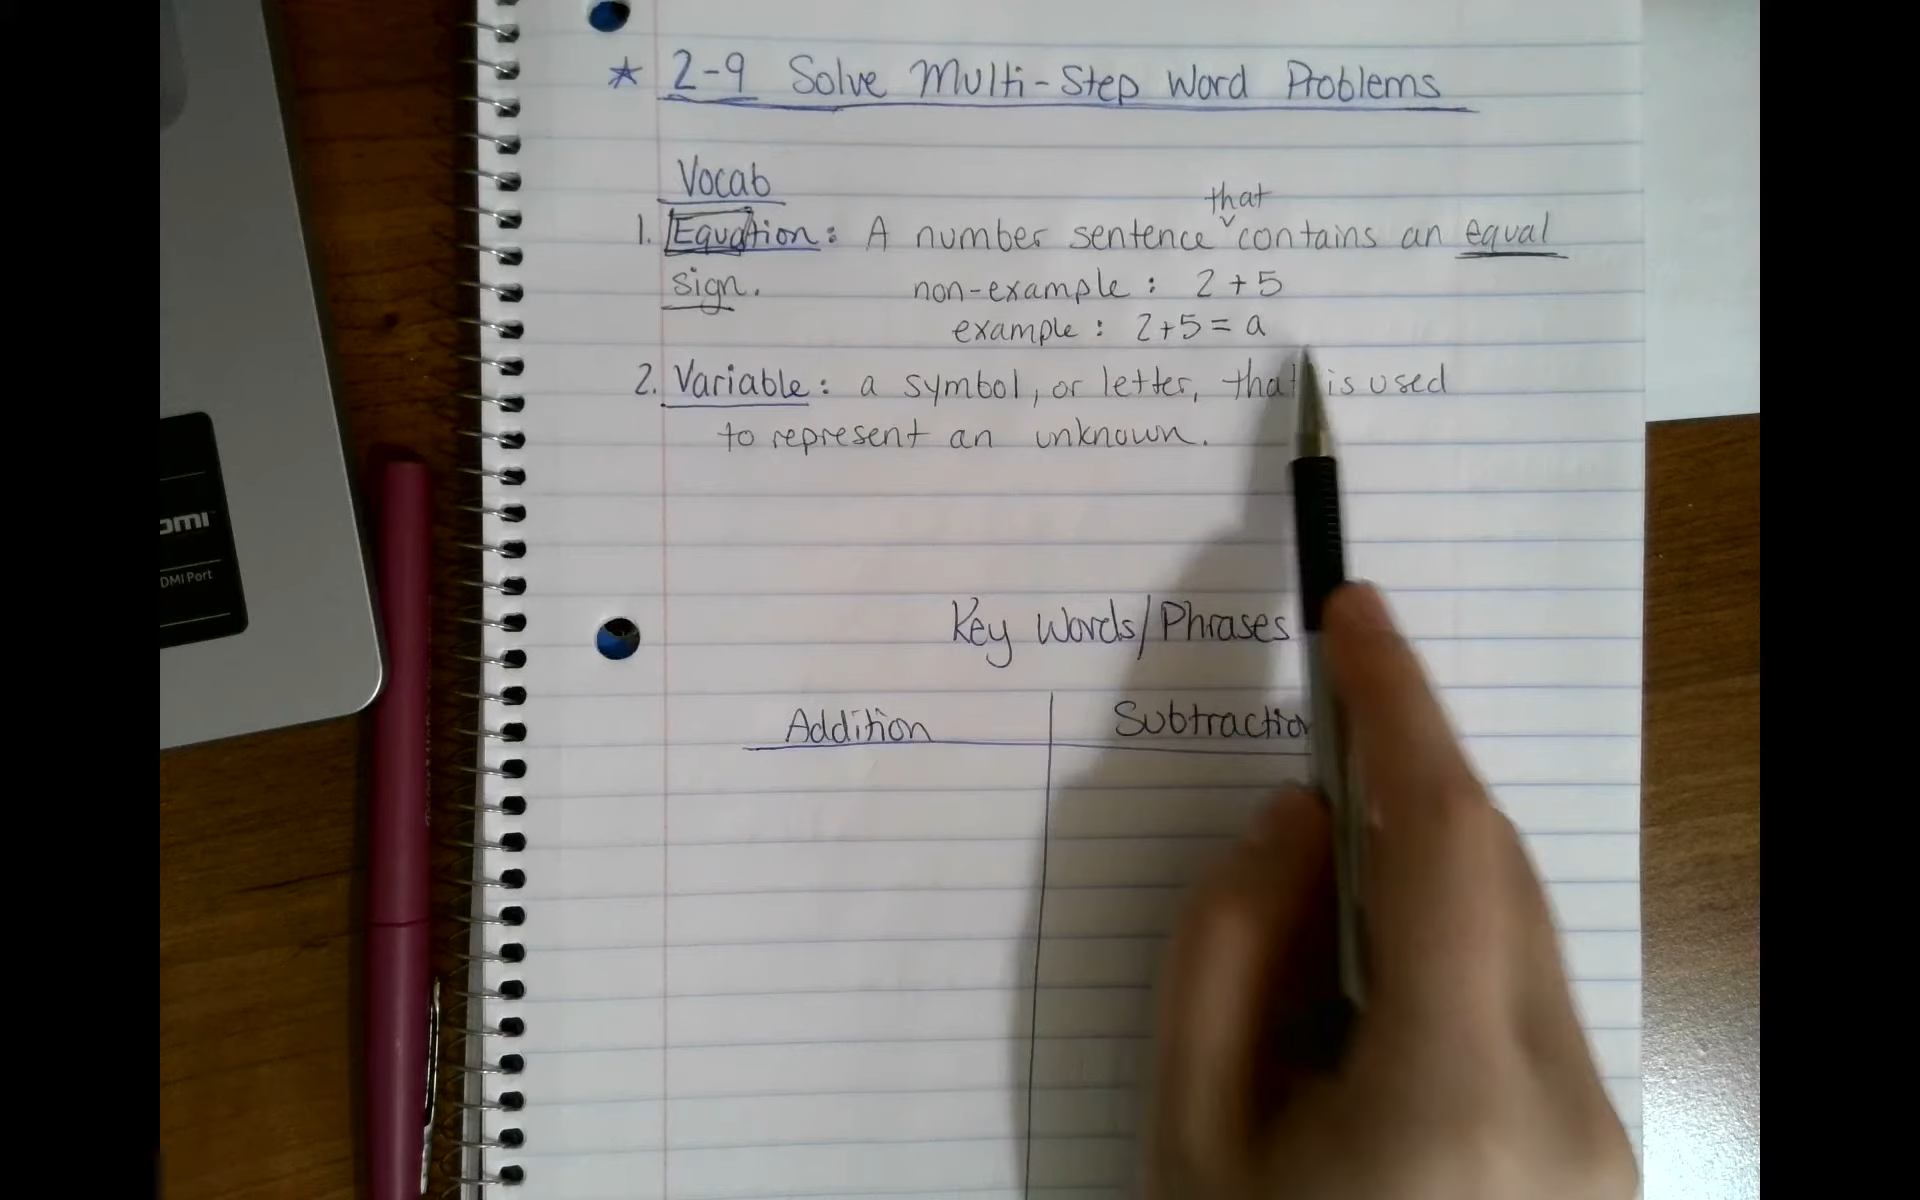 ★ 2-9 Solve Multi-Step Word Problems
Vocab
that
1. Equation: A number sentence contains an equal
sign. non-example: 2+5
example: 2+5=a
2. Variable: a symbol, or letter, that is used
to represent an unknown.
Key Words/Phrases
Addition Subtraction
DMI Port